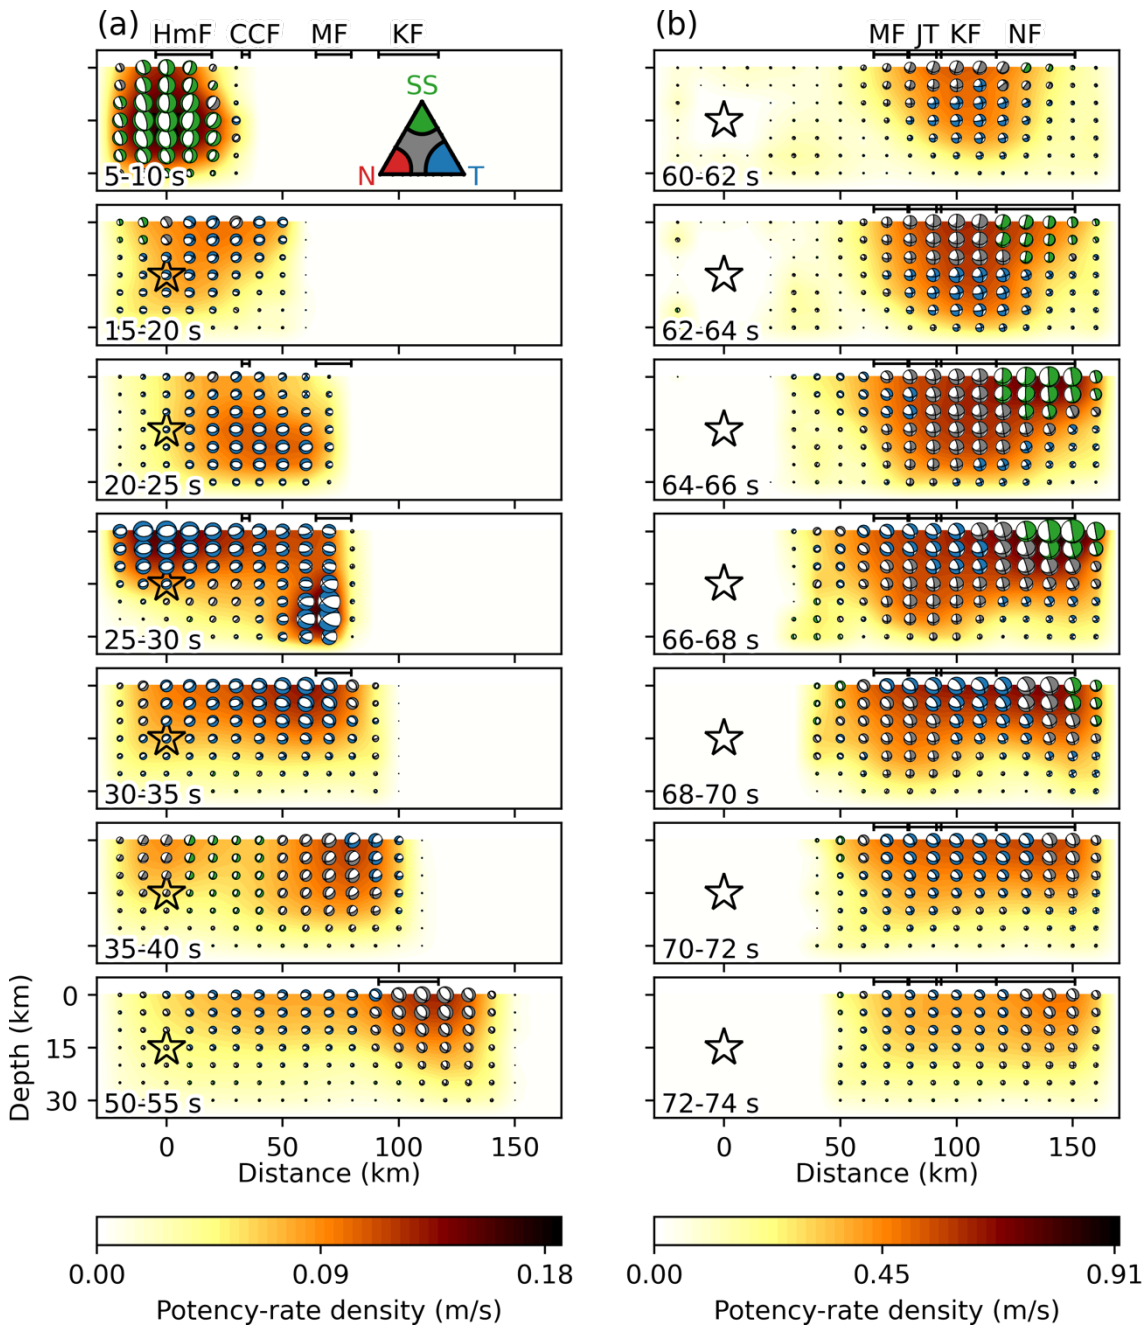 (a)
HmF CCF MF KF
SS
N T
5-10 s
15-20 s
20-25 s
25-30 s
30-35 s
35-40 s
50-55 s
0
15
30
Depth (km)
0 50 100 150
Distance (km)
0.00 0.09 0.18
Potency-rate density (m/s)
(b)
MF JT KF NF
60-62 s
62-64 s
64-66 s
66-68 s
68-70 s
70-72 s
72-74 s
0 50 100 150
Distance (km)
0.00 0.45 0.91
Potency-rate density (m/s)